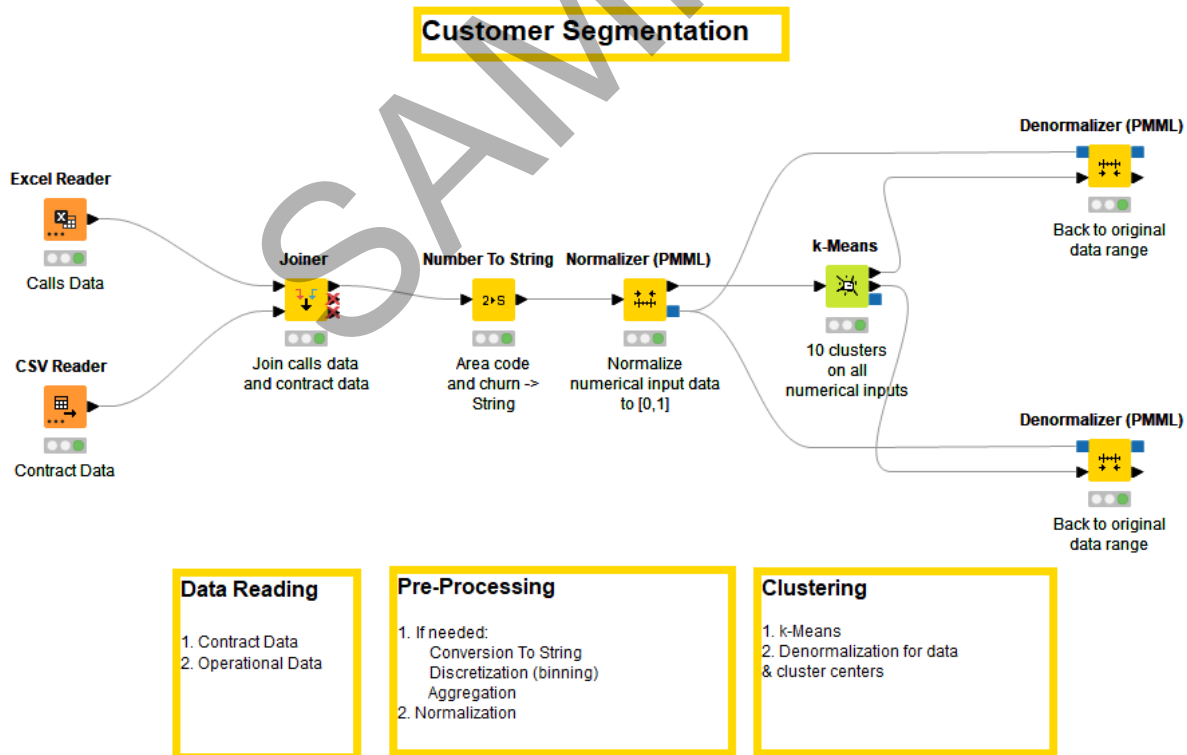 Customer Segmentation
Denormalizer (PMML)
Back to original
data range
Excel Reader
Calls Data
Joiner
Join calls data
and contract data
Number To String
2▸S
Area code
and churn ->
String
Normalizer (PMML)
Normalize
numerical input data
to [0,1]
k-Means
10 clusters
on all
numerical inputs
CSV Reader
Contract Data
Denormalizer (PMML)
Back to original
data range
Data Reading
1. Contract Data
2. Operational Data
Pre-Processing
1. If needed:
Conversion To String
Discretization (binning)
Aggregation
2. Normalization
Clustering
1. k-Means
2. Denormalization for data
& cluster centers